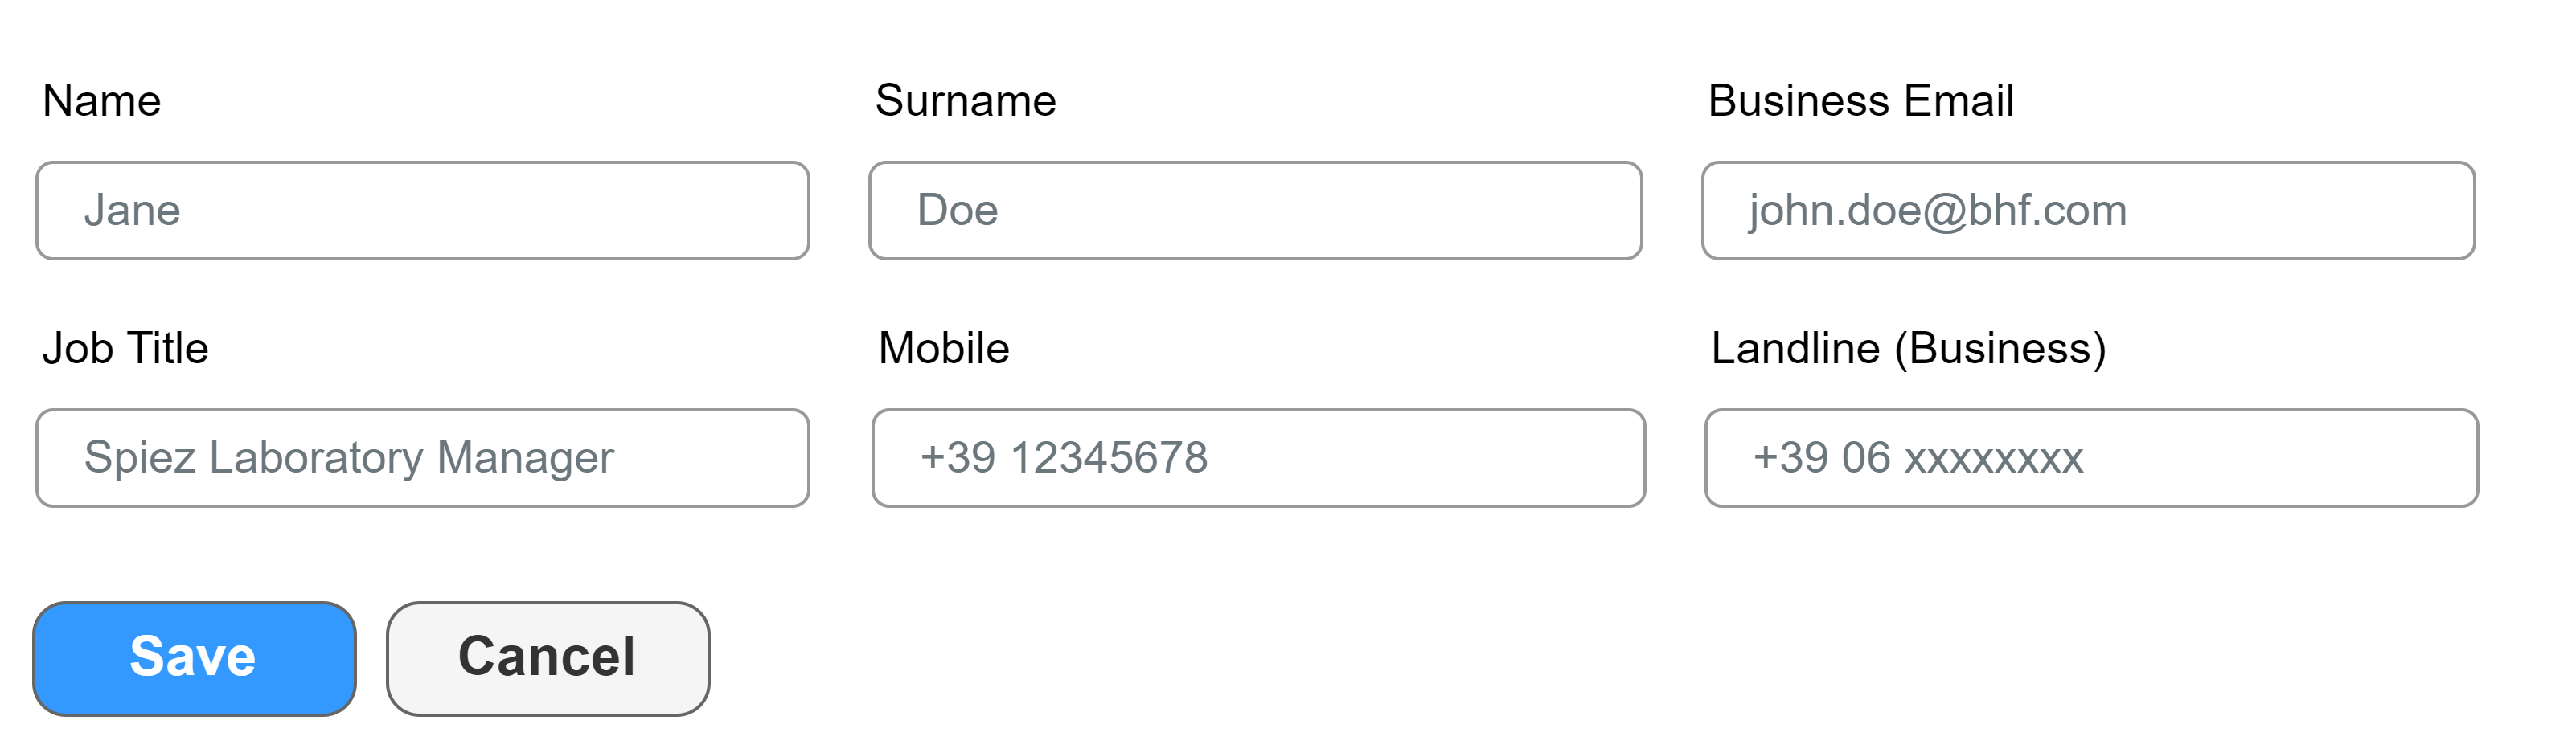 Name Surname Business Email
Jane Doe john.doe@bhf.com
Job Title Mobile Landline (Business)
Spiez Laboratory Manager +39 12345678 +39 06 xxxxxxxx
Save Cancel